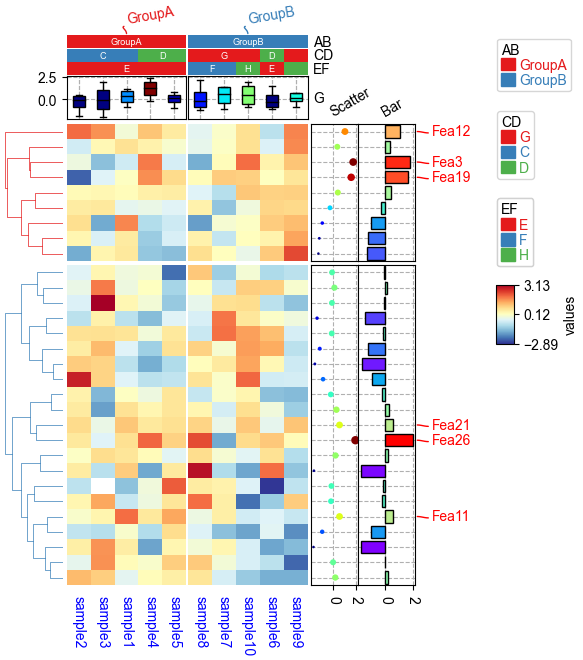 GroupA
GroupB
GroupA GroupB AB
C D G D CD
E F H E EF
2.5
0.0
G
Scatter
Bar
Fea12
Fea3
Fea19
Fea21
Fea26
Fea11
0 2 0 2
sample2 sample3 sample1 sample4 sample5 sample8 sample7 sample10 sample6 sample9
AB
GroupA
GroupB
CD
G
C
D
EF
E
F
H
3.13
0.12
−2.89
values